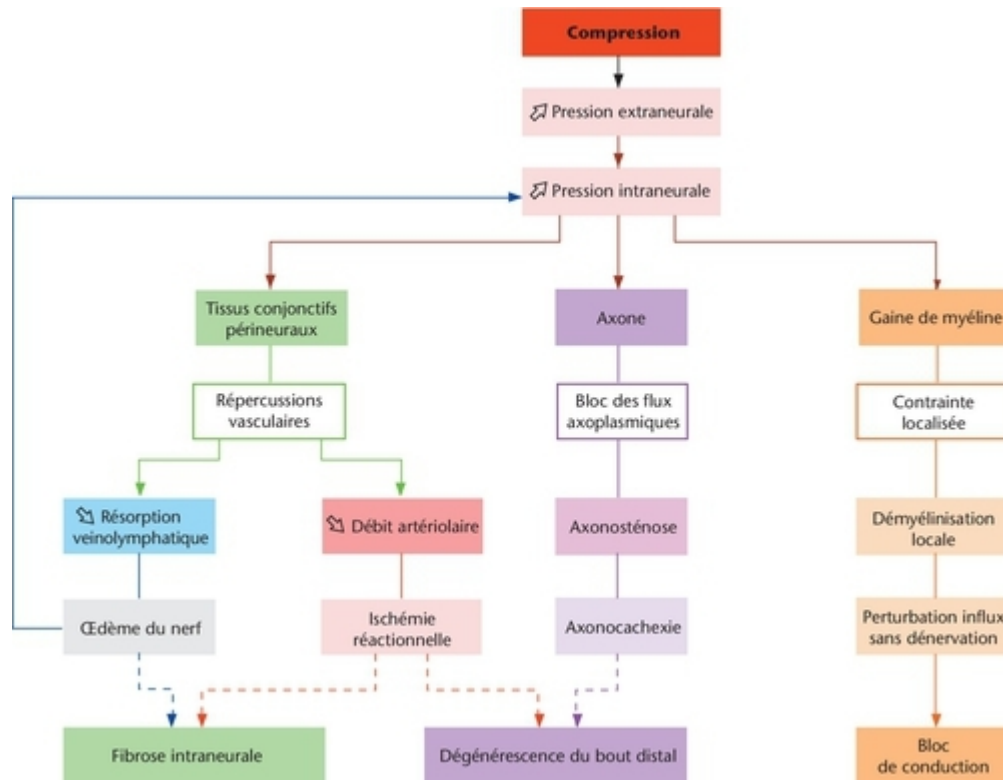 Compression
Pression extraneurale
Pression intraneurale
Tissus conjonctifs
périneuraux
Axone
Gaine de myéline
Répercussions
vasculaires
Bloc des flux
axoplasmiques
Contrainte
localisée
Résorption
veinolymphatique
Débit artériolaire
Axonosténose
Démyélinisation
locale
Œdème du nerf
Ischémie
réactionnelle
Axonocachexie
Perturbation influx
sans dénervation
Fibrose intraneurale
Dégénérescence du bout distal
Bloc
de conduction